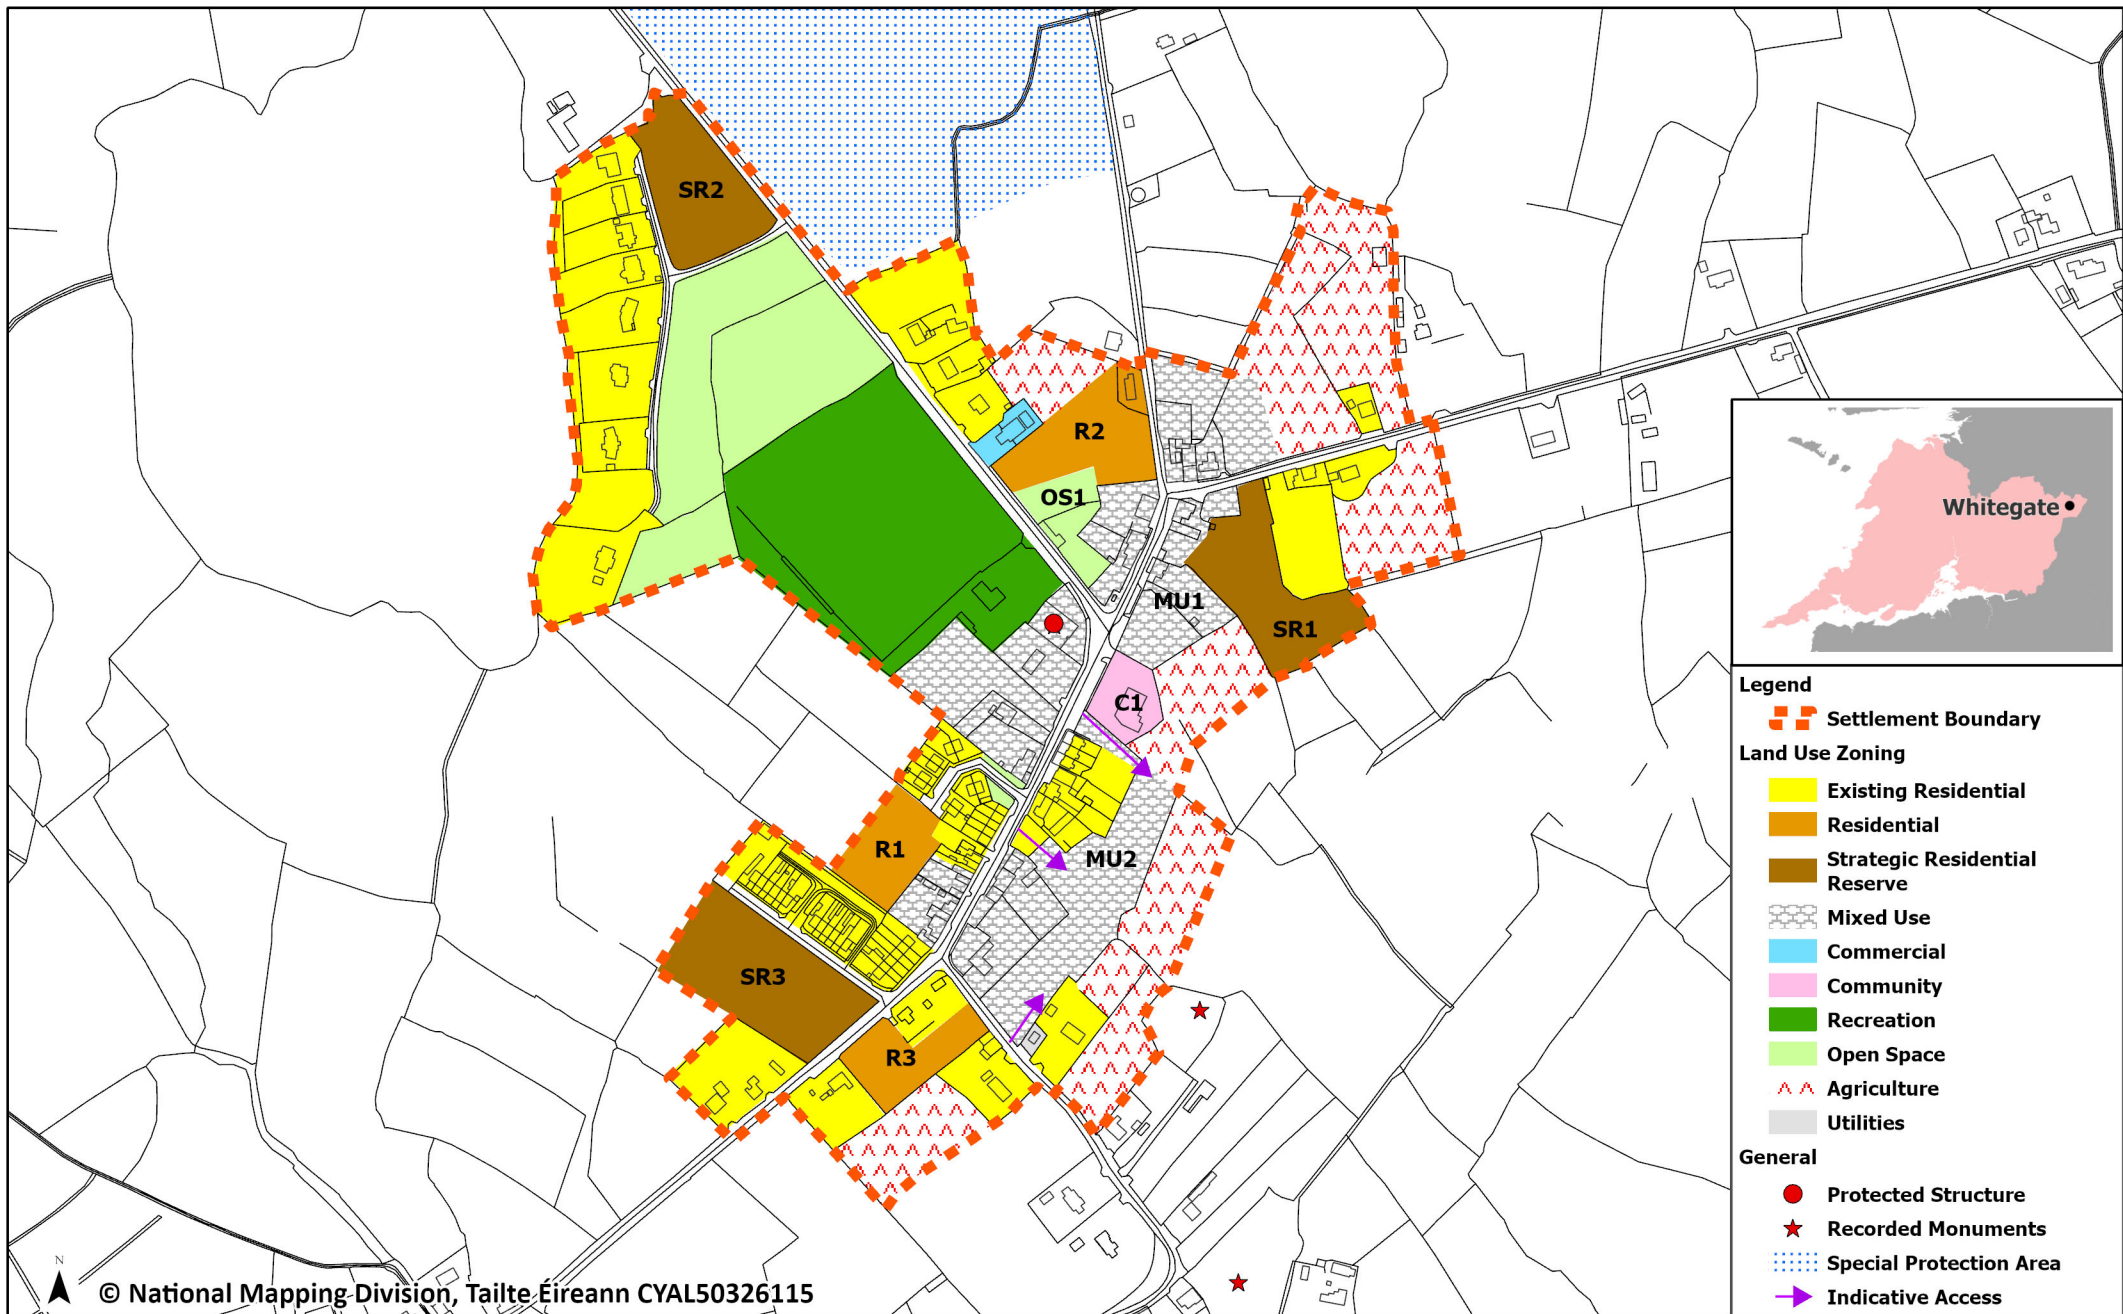 SR2
R2
OS1
MU1
SR1
C1
R1
MU2
SR3
R3
Whitegate
Legend
Settlement Boundary
Land Use Zoning
Existing Residential
Residential
Strategic Residential
Reserve
Mixed Use
Commercial
Community
Recreation
Open Space
Agriculture
Utilities
General
Protected Structure
Recorded Monuments
Special Protection Area
Indicative Access
N
© National Mapping Division, Tailte Éireann CYAL50326115